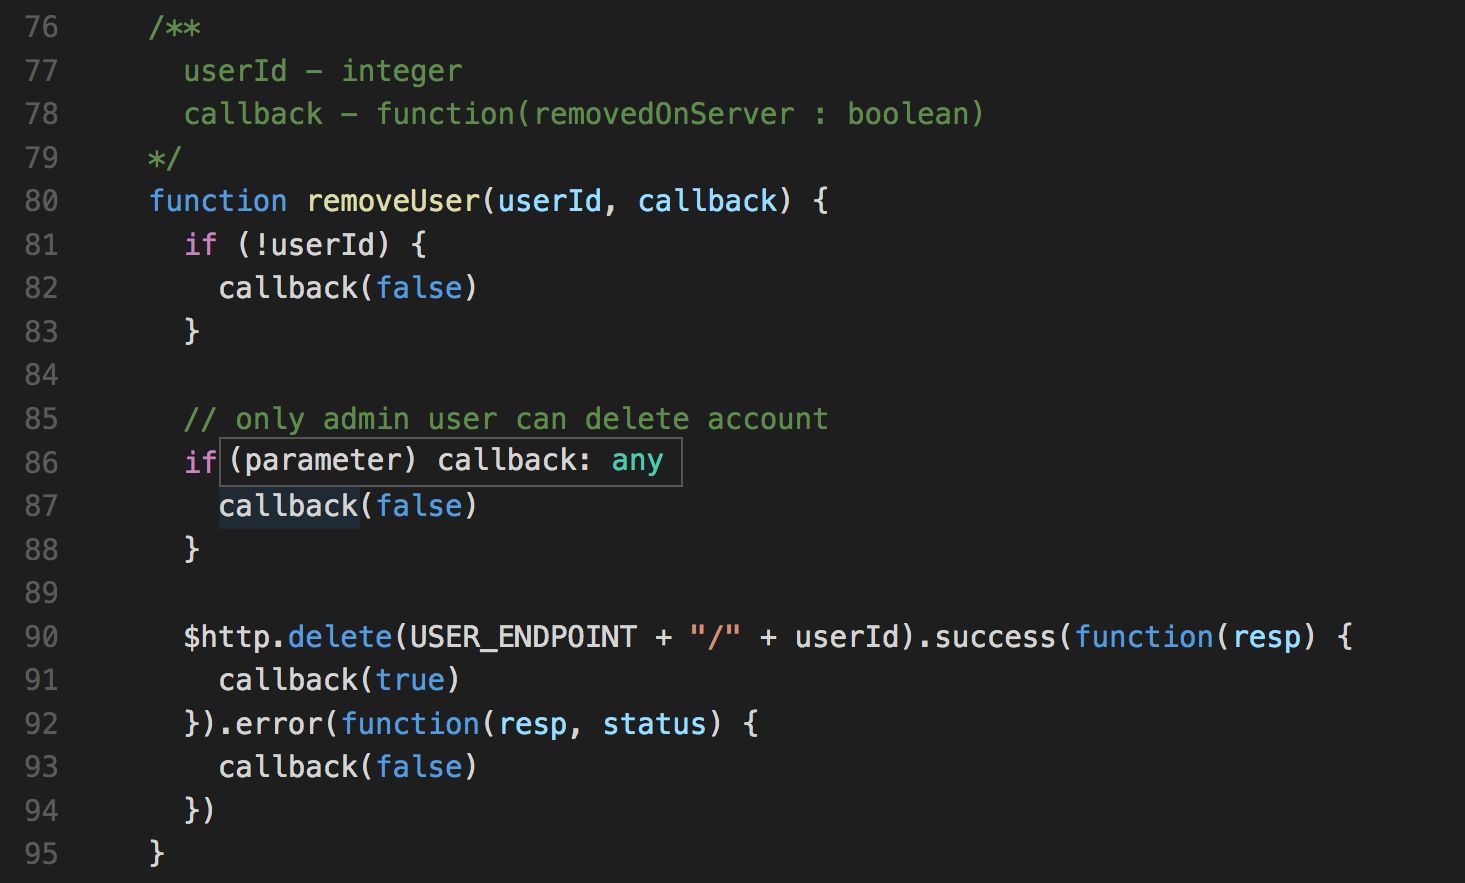 76 /**
77 userId - integer
78 callback - function(removedOnServer : boolean)
79 */
80 function removeUser(userId, callback) {
81 if (!userId) {
82 callback(false)
83 }
84
85 // only admin user can delete account
86 if (parameter) callback: any
87 callback(false)
88 }
89
90 $http.delete(USER_ENDPOINT + "/" + userId).success(function(resp) {
91 callback(true)
92 }).error(function(resp, status) {
93 callback(false)
94 })
95 }